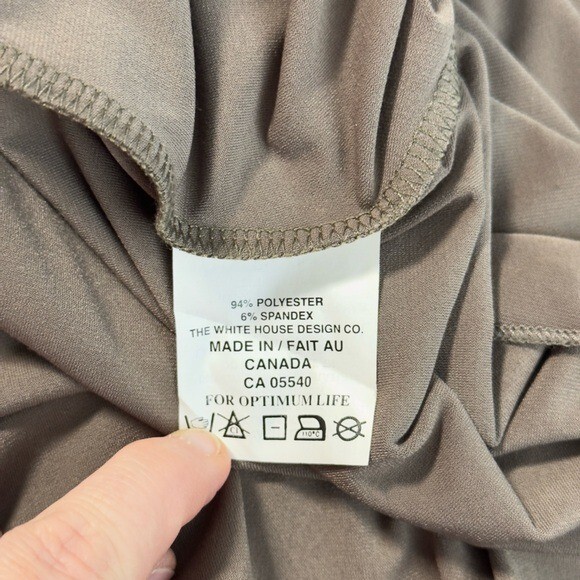 94% POLYESTER
6% SPANDEX
THE WHITE HOUSE DESIGN CO.
MADE IN / FAIT AU
CANADA
CA 05540
FOR OPTIMUM LIFE
110°C